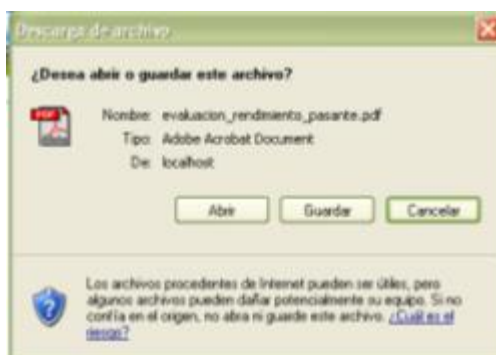 Descarga de archivo
¿Desea abrir o guardar este archivo?
PDF
Nombre: evaluacion_rendimiento_pasante.pdf
Tipo: Adobe Acrobat Document
De: localhost
Abrir Guardar Cancelar
Los archivos procedentes de Internet pueden ser útiles, pero
algunos archivos pueden dañar potencialmente su equipo. Si no
confía en el origen, no abra ni guarde este archivo. ¿Cuál es el
riesgo?